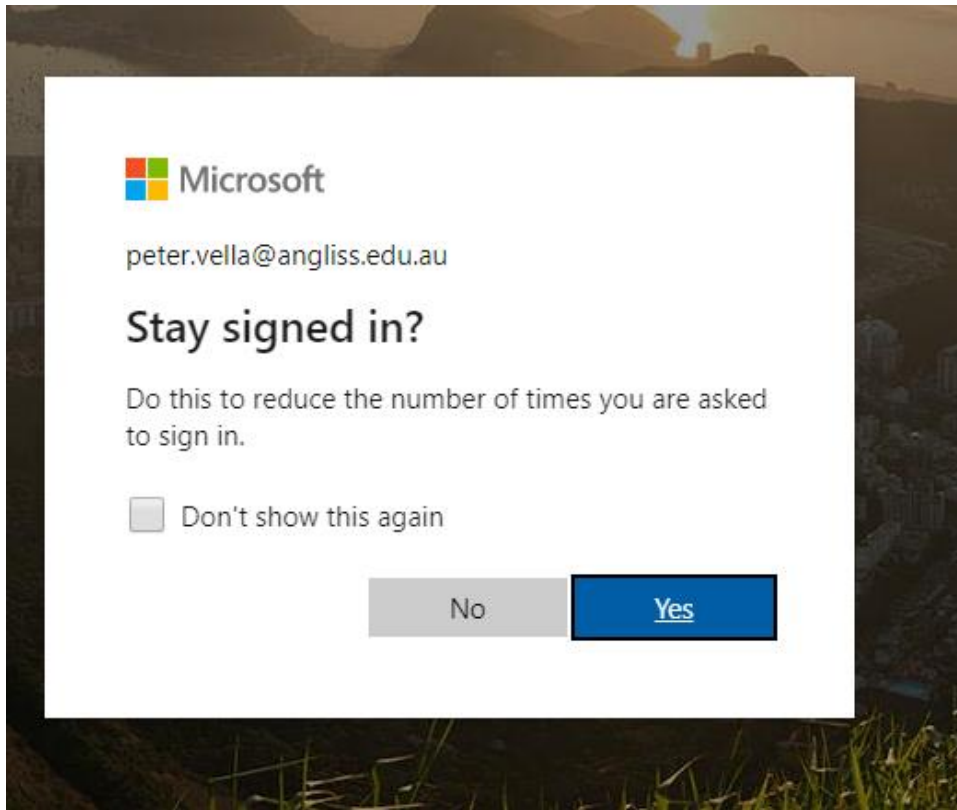 Microsoft
peter.vella@angliss.edu.au
Stay signed in?
Do this to reduce the number of times you are asked
to sign in.
Don't show this again
No
Yes